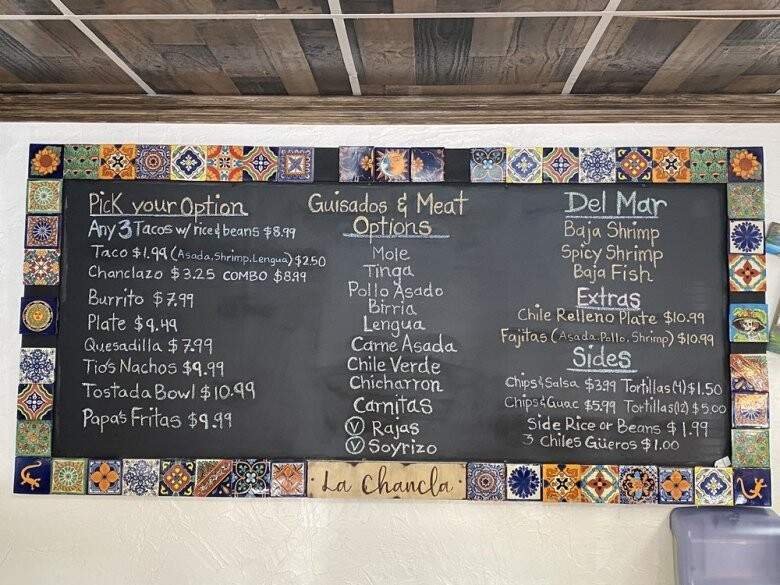 Pick your Option
Any 3 Tacos w/ rice & beans $8.99
Taco $1.99 (Asada, Shrimp, Lengua) $2.50
Chanclazo $3.25 COMBO $8.99
Burrito $7.99
Plate $9.49
Quesadilla $7.99
Tio's Nachos $9.99
Tostada Bowl $10.99
Papas Fritas $9.99
Guisados & Meat
Options
Mole
Tinga
Pollo Asado
Birria
Lengua
Carne Asada
Chile Verde
Chicharron
Carnitas
Ⓥ Rajas
Ⓥ Soyrizo
Del Mar
Baja Shrimp
Spicy Shrimp
Baja Fish
Extras
Chile Relleno Plate $10.99
Fajitas (Asada, Pollo, Shrimp) $10.99
Sides
Chips & Salsa $3.99 Tortillas (4) $1.50
Chips & Guac $5.99 Tortillas (12) $5.00
Side Rice or Beans $1.99
3 Chiles Güeros $1.00
La Chancla